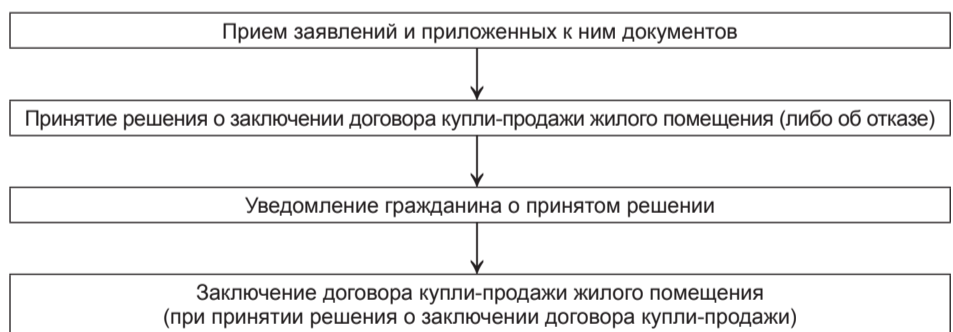 Прием заявлений и приложенных к ним документов
Принятие решения о заключении договора купли-продажи жилого помещения (либо об отказе)
Уведомление гражданина о принятом решении
Заключение договора купли-продажи жилого помещения
(при принятии решения о заключении договора купли-продажи)